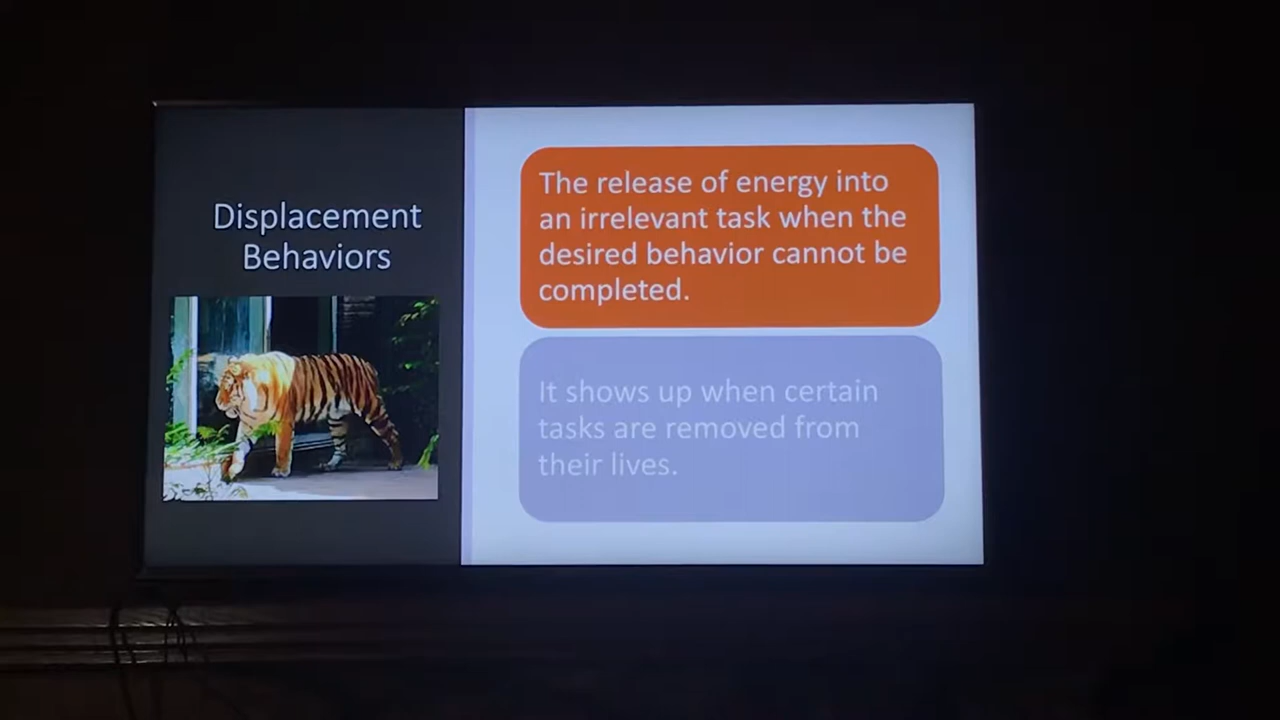 Displacement
Behaviors
The release of energy into
an irrelevant task when the
desired behavior cannot be
completed.
It shows up when certain
tasks are removed from
their lives.